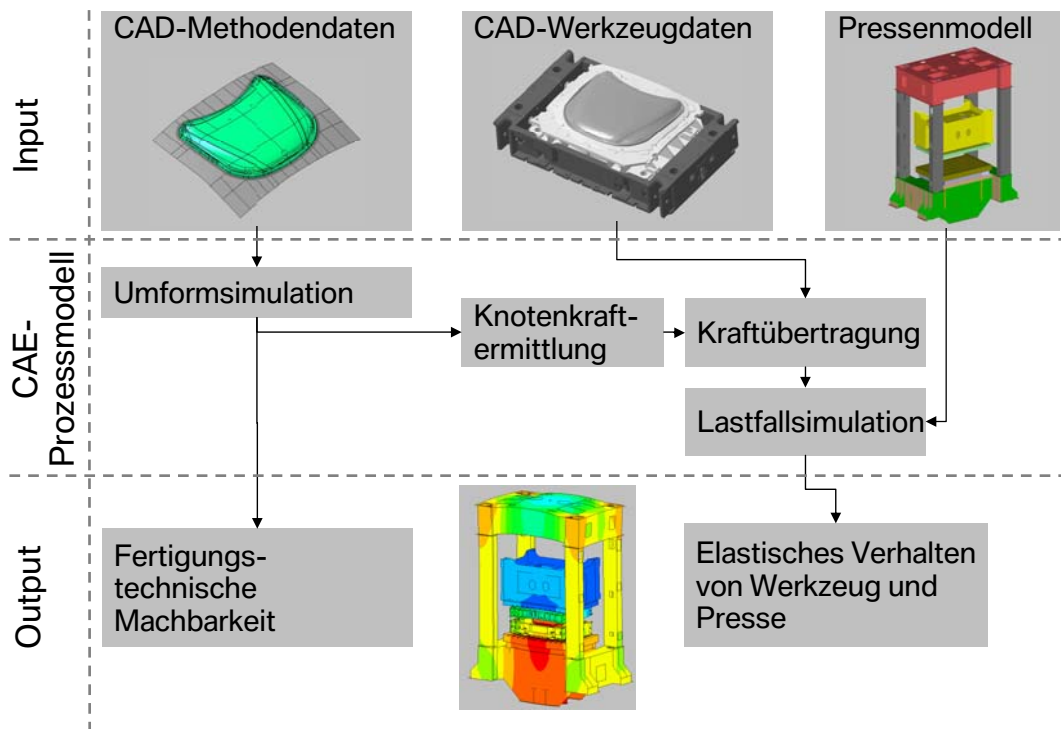 Input
CAD-Methodendaten
CAD-Werkzeugdaten
Pressenmodell
CAE-
Prozessmodell
Umformsimulation
Knotenkraft-
ermittlung
Kraftübertragung
Lastfallsimulation
Output
Fertigungs-
technische
Machbarkeit
Elastisches Verhalten
von Werkzeug und
Presse